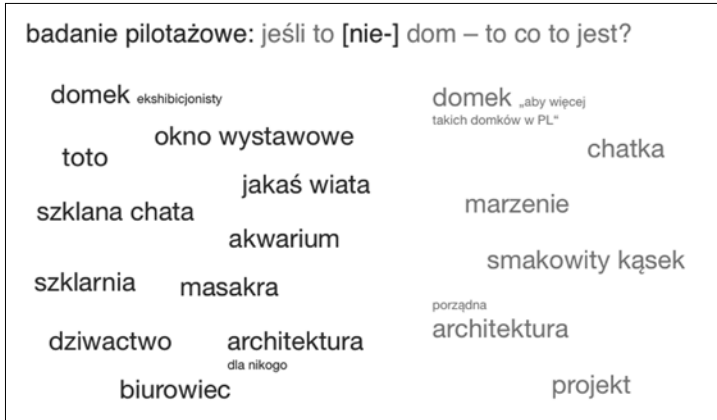 badanie pilotażowe: jeśli to [nie-] dom – to co to jest?
domek ekshibicjonisty
okno wystawowe
toto
jakaś wiata
szklana chata
akwarium
szklarnia
masakra
dziwactwo
architektura
dla nikogo
biurowiec
domek „aby więcej
takich domków w PL“
chatka
marzenie
smakowity kąsek
porządna
architektura
projekt